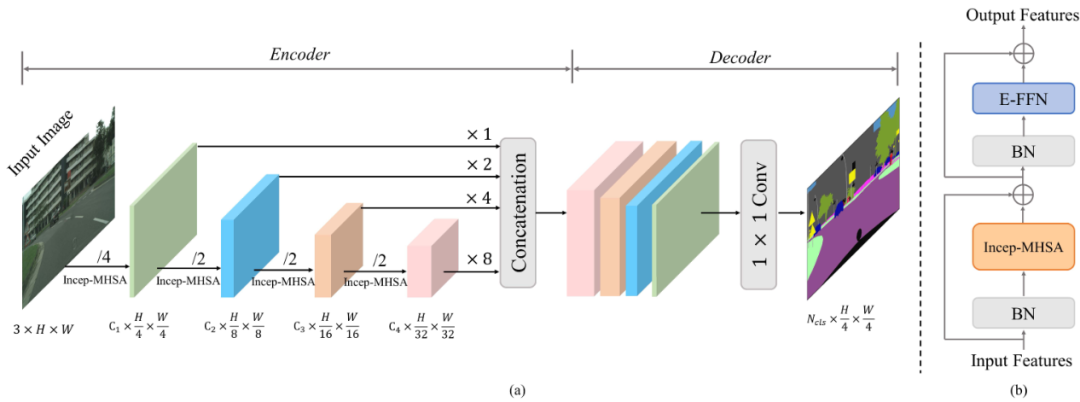 (a)
Encoder
Decoder
Input Image
× 1
× 2
× 4
× 8
/4
/2
/2
/2
Incep-MHSA
Incep-MHSA
Incep-MHSA
Incep-MHSA
Concatenation
1 × 1 Conv
3 × H × W
C₁ × H/4 × W/4
C₂ × H/8 × W/8
C₃ × H/16 × W/16
C₄ × H/32 × W/32
N_cls × H/4 × W/4
Output Features
E-FFN
BN
Incep-MHSA
BN
Input Features
(b)